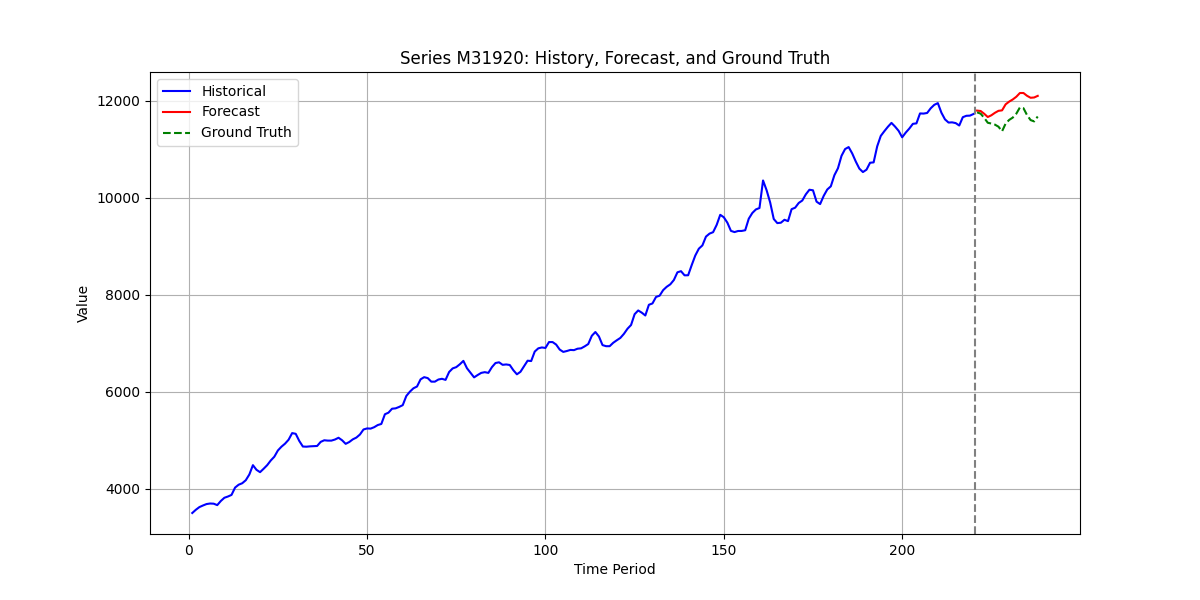 Series M31920: History, Forecast, and Ground Truth
Historical
Forecast
Ground Truth
12000
10000
8000
6000
4000
Value
0
50
100
150
200
Time Period